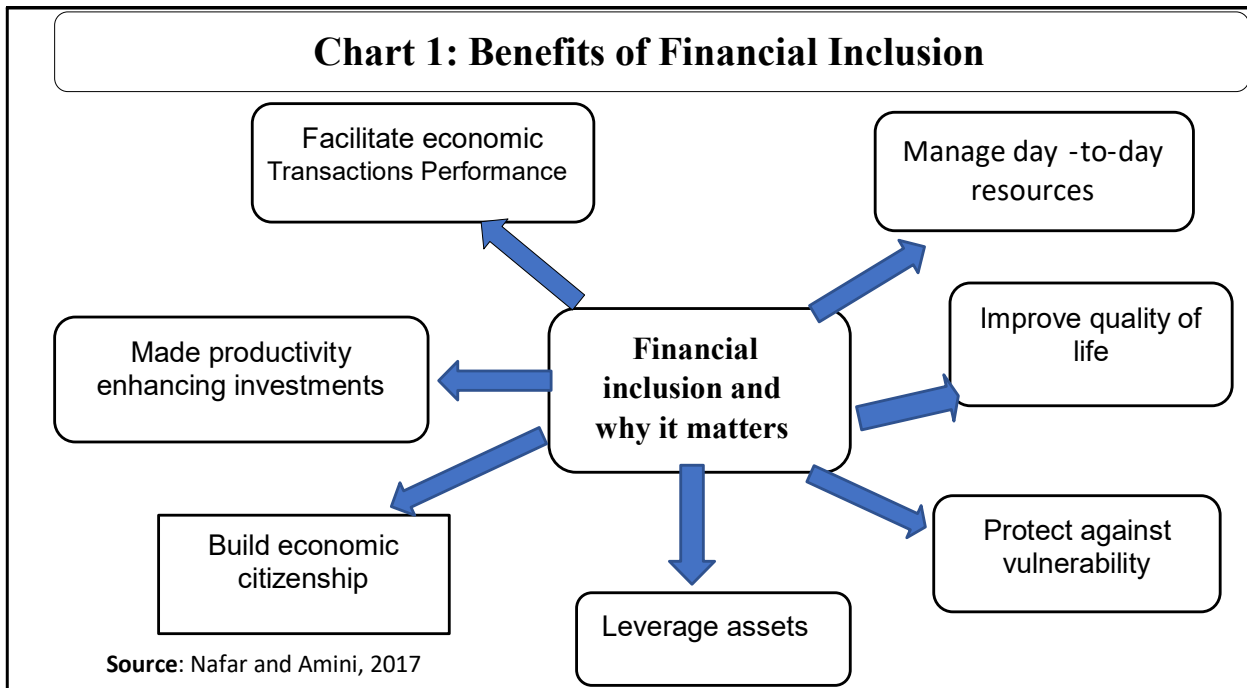 Chart 1: Benefits of Financial Inclusion
Facilitate economic
Transactions Performance
Manage day -to-day
resources
Made productivity
enhancing investments
Financial
inclusion and
why it matters
Improve quality of
life
Build economic
citizenship
Leverage assets
Protect against
vulnerability
Source: Nafar and Amini, 2017